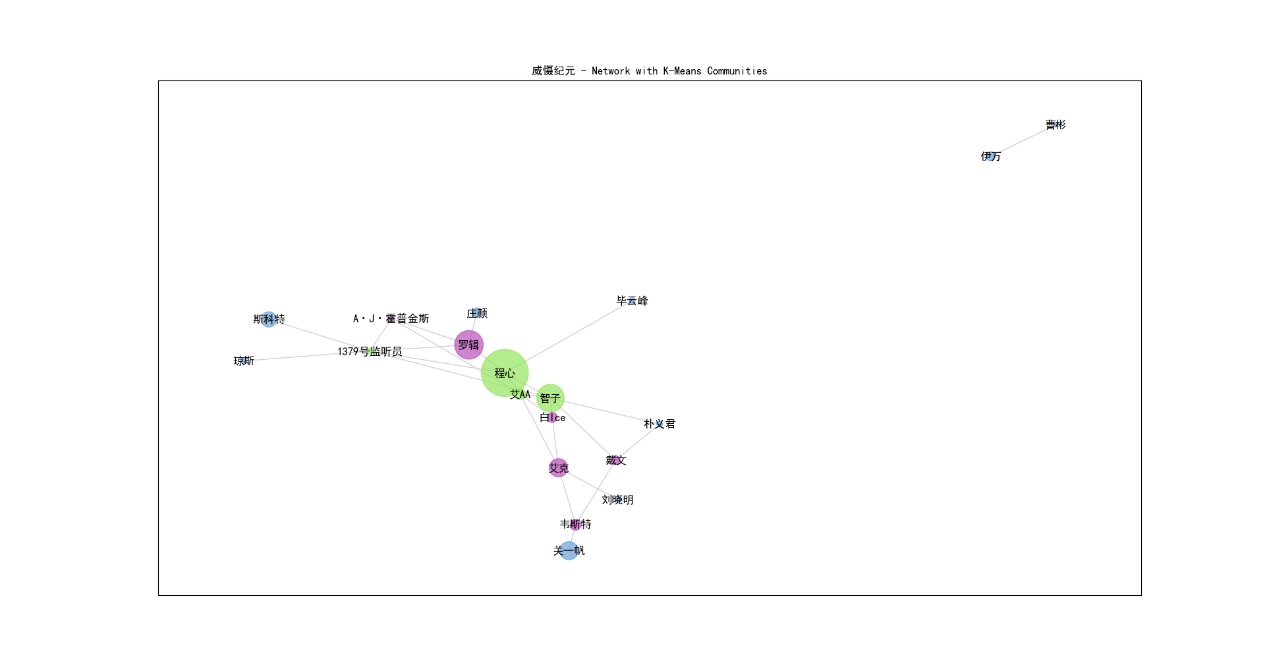 威慑纪元 - Network with K-Means Communities
曹彬
伊万
毕云峰
庄颜
斯科特
A·J·霍普金斯
罗辑
1379号监听员
琼斯
程心
艾AA
智子
白Ice
朴义君
戴文
艾克
刘晓明
韦斯特
关一帆